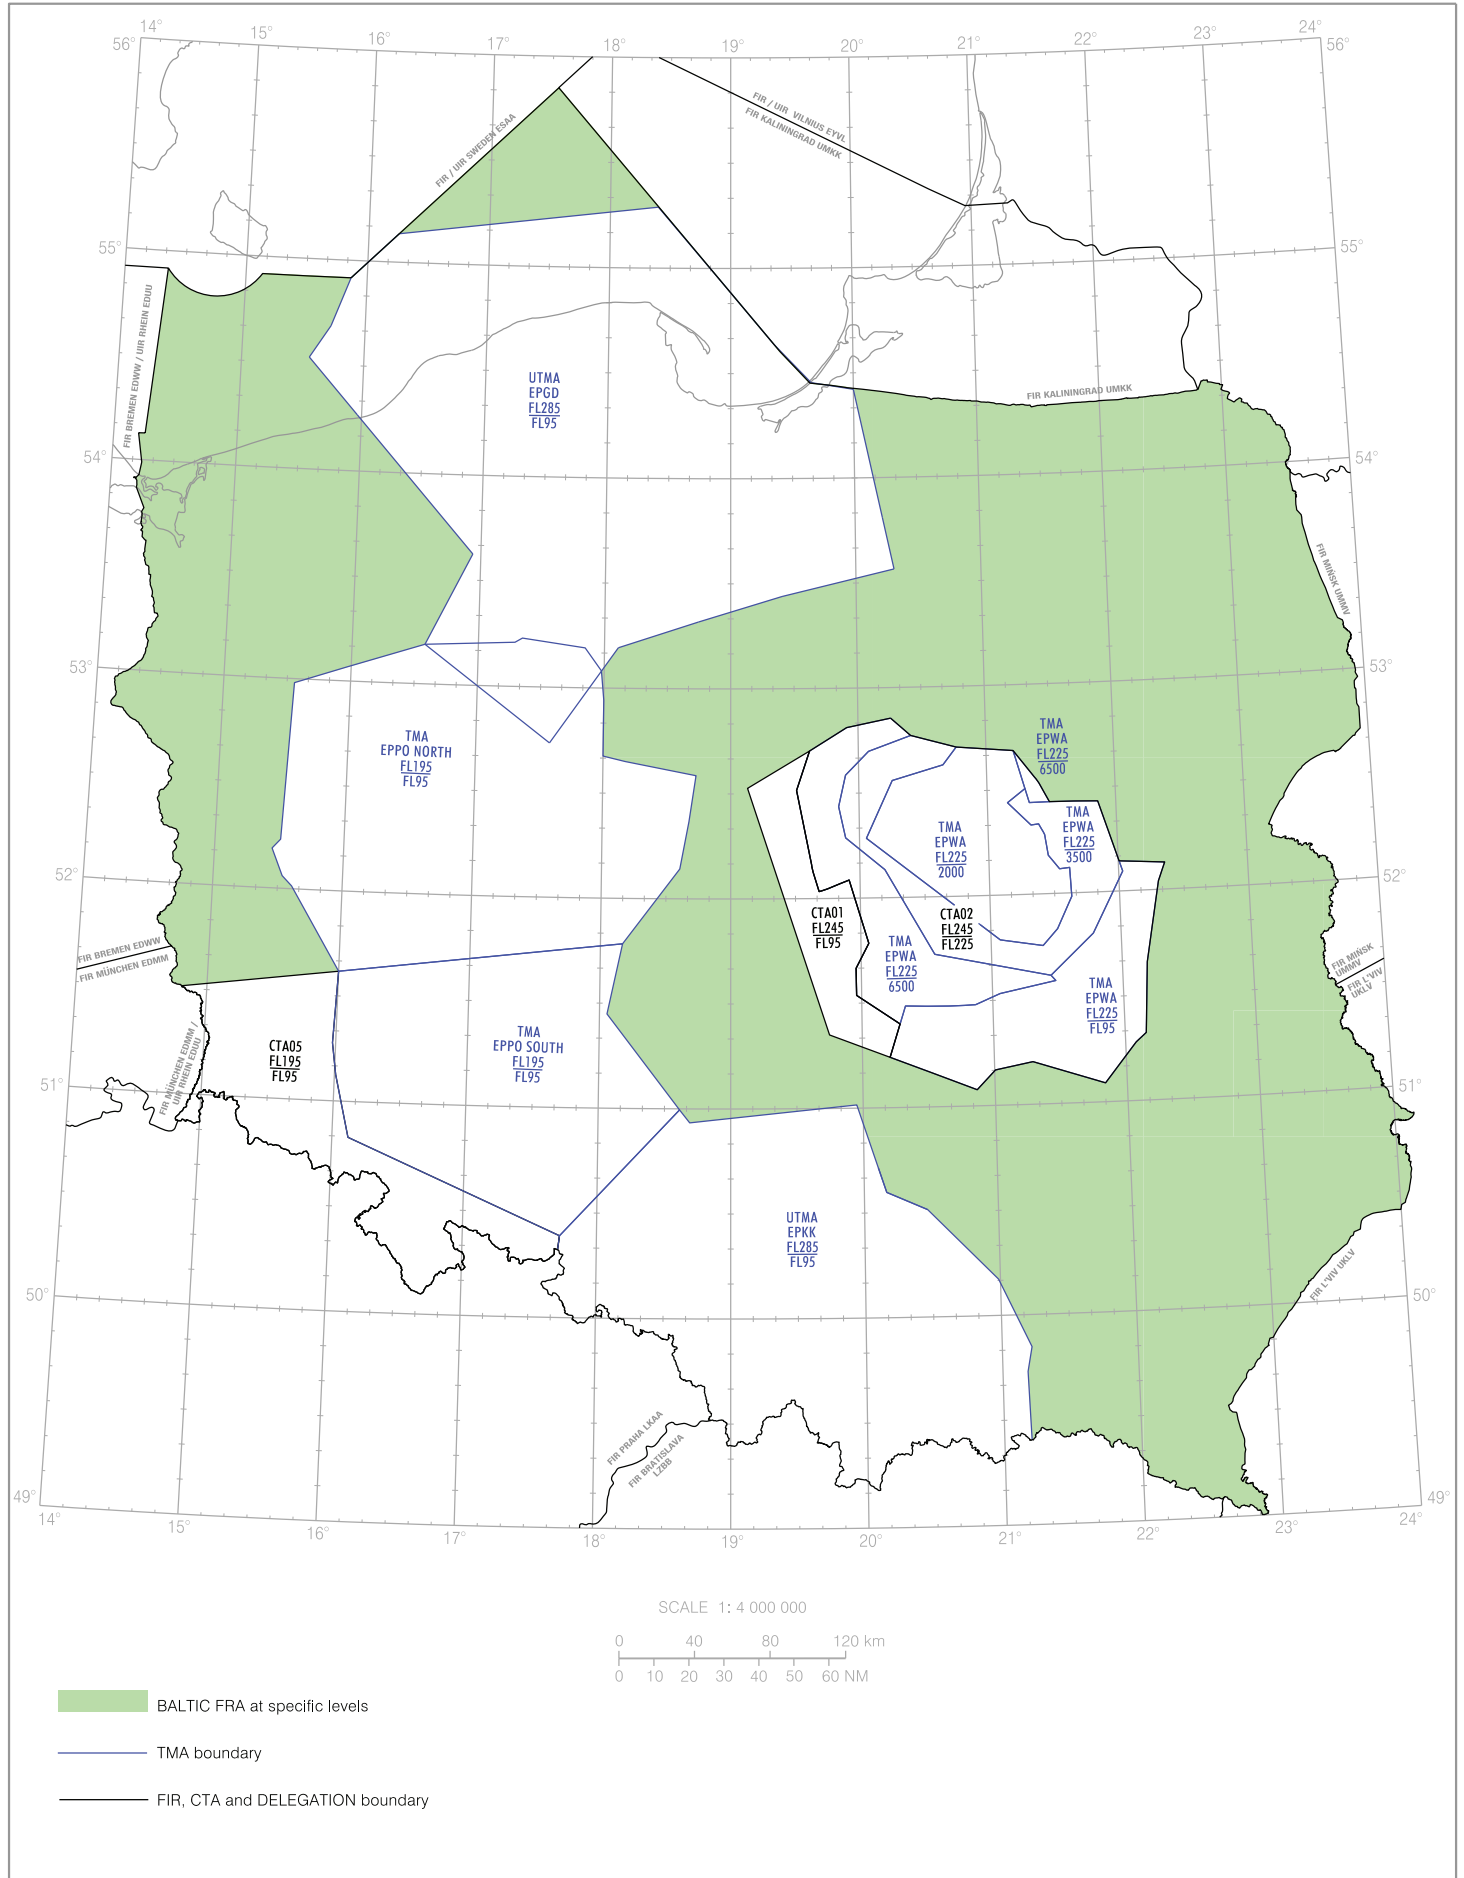 14°
15°
16°
17°
18°
19°
20°
21°
22°
23°
24°
56°
56°
FIR / UIR SWEDEN ESAA
FIR / UIR VILNIUS EYVL
FIR KALININGRAD UMKK
55°
55°
FIR BREMEN EDWW / UIR RHEIN EDUU
UTMA
EPGD
FL285
FL95
FIR KALININGRAD UMKK
54°
54°
FIR MIŃSK UMMV
53°
53°
TMA
EPPO NORTH
FL195
FL95
TMA
EPWA
FL225
6500
TMA
EPWA
FL225
3500
TMA
EPWA
FL225
2000
52°
52°
CTA01
FL245
FL95
CTA02
FL245
FL225
TMA
EPWA
FL225
6500
TMA
EPWA
FL225
FL95
FIR BREMEN EDWW
FIR MÜNCHEN EDMM
FIR MIŃSK
UMMV
FIR L'VIV
UKLV
FIR MÜNCHEN EDMM /
UIR RHEIN EDUU
CTA05
FL195
FL95
TMA
EPPO SOUTH
FL195
FL95
51°
51°
UTMA
EPKK
FL285
FL95
FIR L'VIV UKLV
50°
50°
FIR PRAHA LKAA
FIR BRATISLAVA
LZBB
49°
49°
14°
15°
16°
17°
18°
19°
20°
21°
22°
23°
24°
SCALE 1: 4 000 000
0 40 80 120 km
0 10 20 30 40 50 60 NM
BALTIC FRA at specific levels
TMA boundary
FIR, CTA and DELEGATION boundary